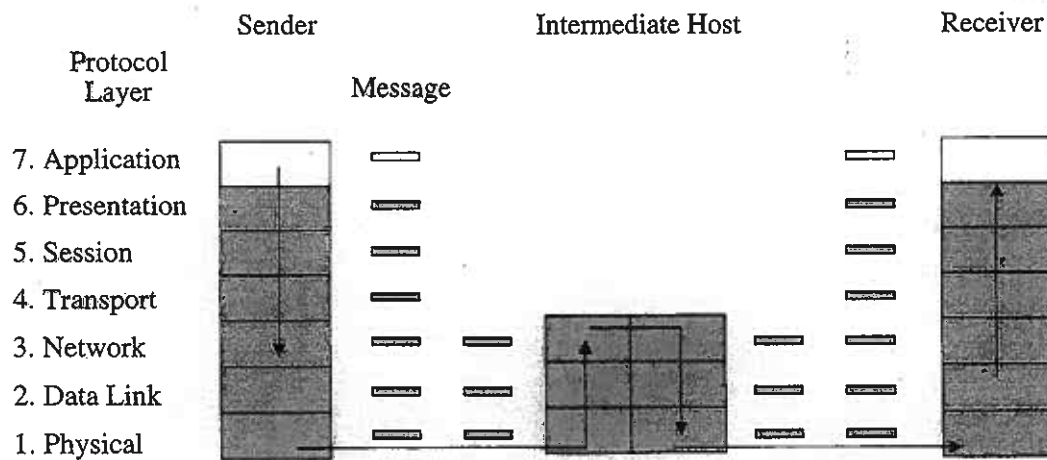 Sender Intermediate Host Receiver
Protocol
Layer
Message
7. Application
6. Presentation
5. Session
4. Transport
3. Network
2. Data Link
1. Physical